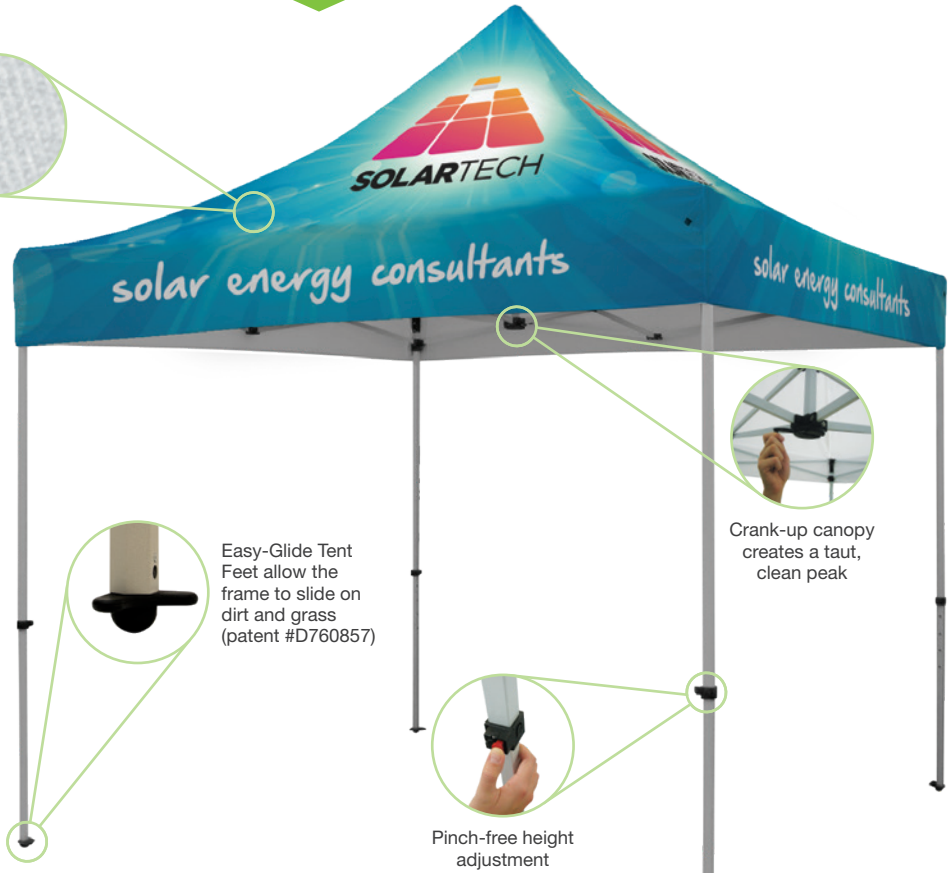 SOLARTECH
solar energy consultants
solar energy consultants
Crank-up canopy
creates a taut,
clean peak
Easy-Glide Tent
Feet allow the
frame to slide on
dirt and grass
(patent #D760857)
Pinch-free height
adjustment